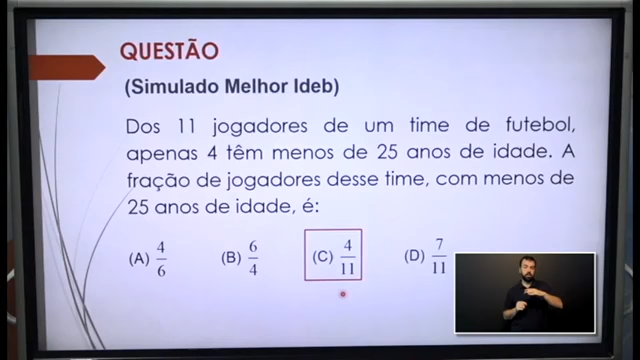 QUESTÃO
(Simulado Melhor Ideb)
Dos 11 jogadores de um time de futebol,
apenas 4 têm menos de 25 anos de idade. A
fração de jogadores desse time, com menos de
25 anos de idade, é:
(A) 4/6 (B) 6/4 (C) 4/11 (D) 7/11